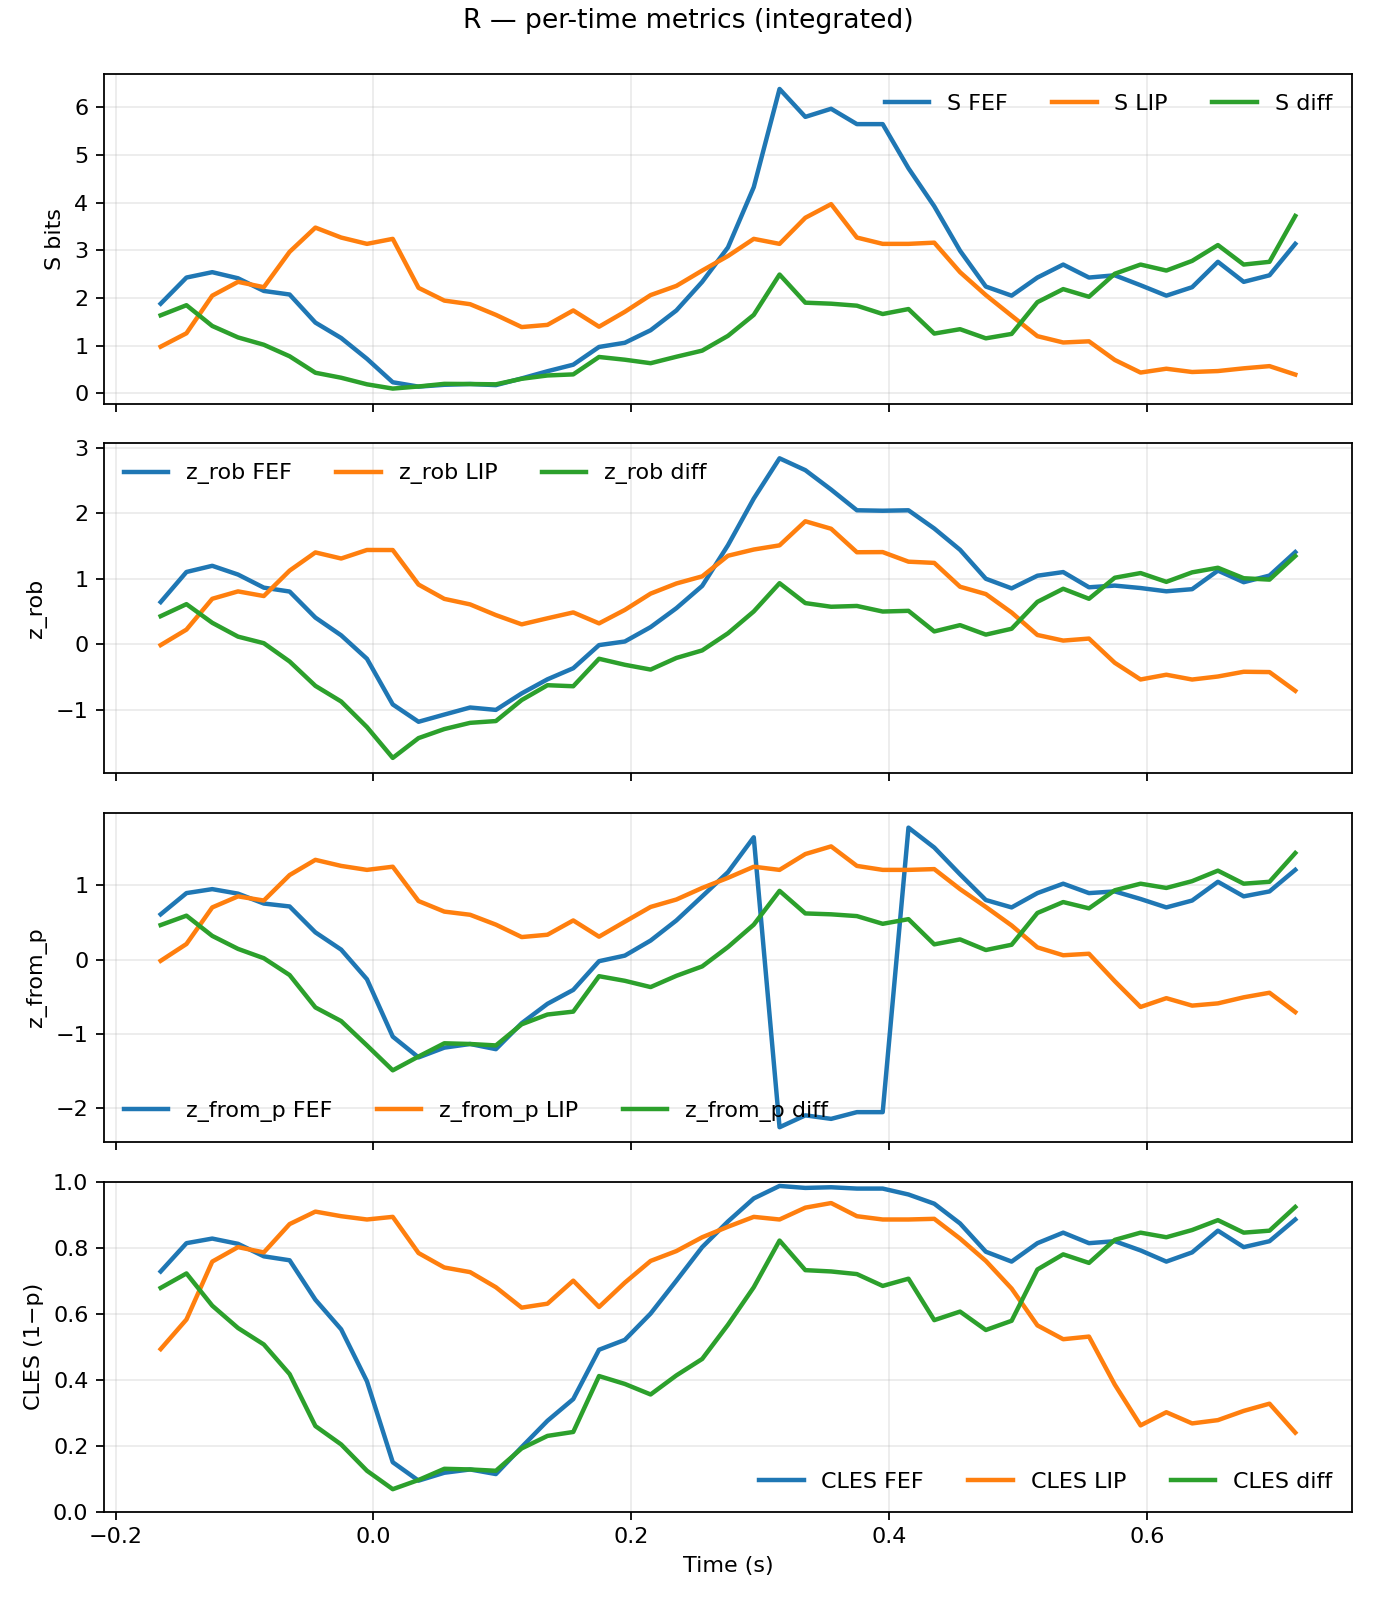 R — per-time metrics (integrated)
S FEF S LIP S diff
S bits
6
5
4
3
2
1
0
z_rob FEF z_rob LIP z_rob diff
z_rob
3
2
1
0
−1
z_from_p
1
0
−1
−2
z_from_p FEF z_from_p LIP z_from_p diff
CLES (1−p)
1.0
0.8
0.6
0.4
0.2
0.0
CLES FEF CLES LIP CLES diff
−0.2 0.0 0.2 0.4 0.6
Time (s)